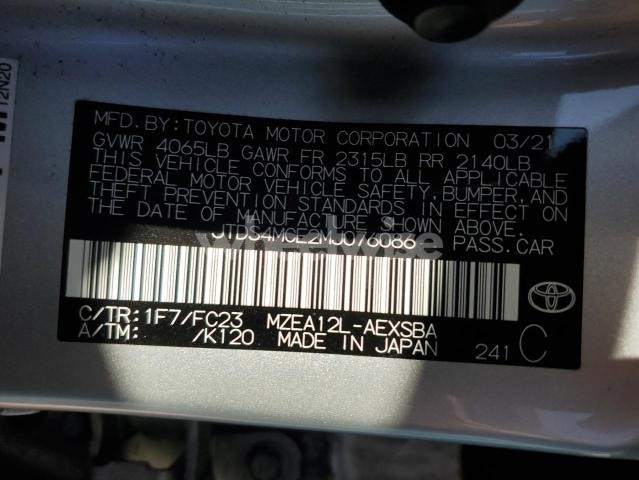 12N20
MFD.BY:TOYOTA MOTOR CORPORATION 03/21
GVWR 4065LB GAWR FR 2315LB RR 2140LB
THIS VEHICLE CONFORMS TO ALL APPLICABLE
FEDERAL MOTOR VEHICLE SAFETY, BUMPER, AND
THEFT PREVENTION STANDARDS IN EFFECT ON
THE DATE OF MANUFACTURE SHOWN ABOVE.
JTDS4MCE2MJ076086 PASS.CAR
wheelwise
C/TR:1F7/FC23 MZEA12L-AEXSBA
A/TM: /K120 MADE IN JAPAN 241 C